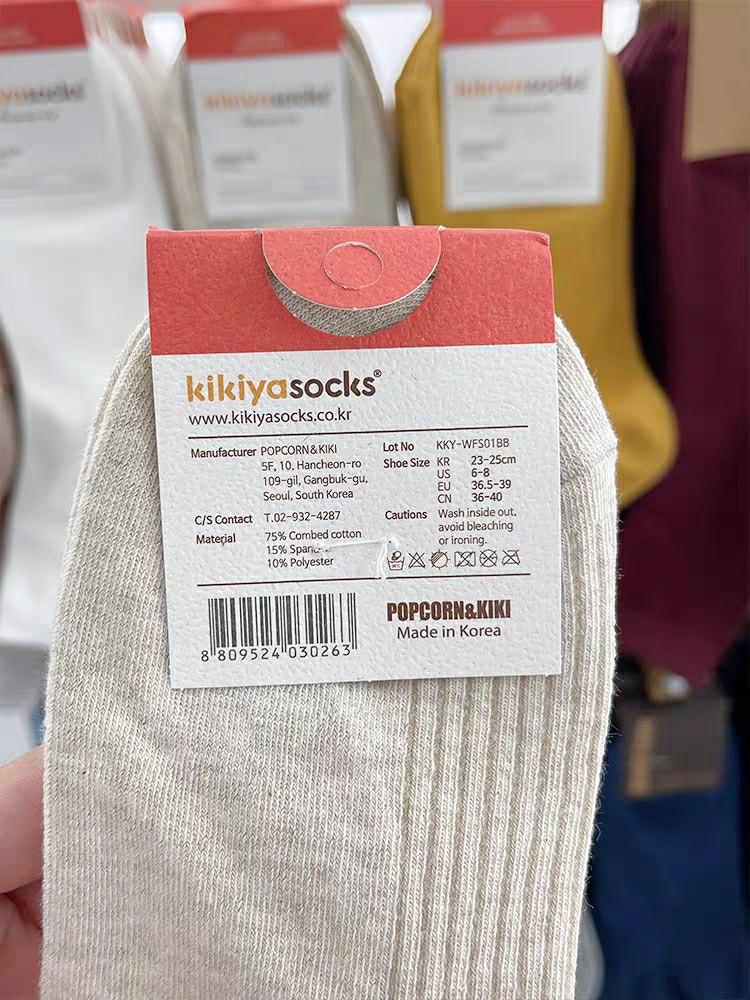 kikiyasocks
kikiyasocks
kikiyasocks®
www.kikiyasocks.co.kr
Manufacturer POPCORN&KIKI
5F, 10, Hancheon-ro
109-gil, Gangbuk-gu,
Seoul, South Korea
C/S Contact T.02-932-4287
Material 75% Combed cotton
15%
10% Polyester
Lot No KKY-WFS01BB
Shoe Size KR 23-25cm
US 6-8
EU 36.5-39
CN 36-40
Cautions Wash inside out,
avoid bleaching
or ironing.
8 809524 030263
POPCORN&KIKI
Made in Korea